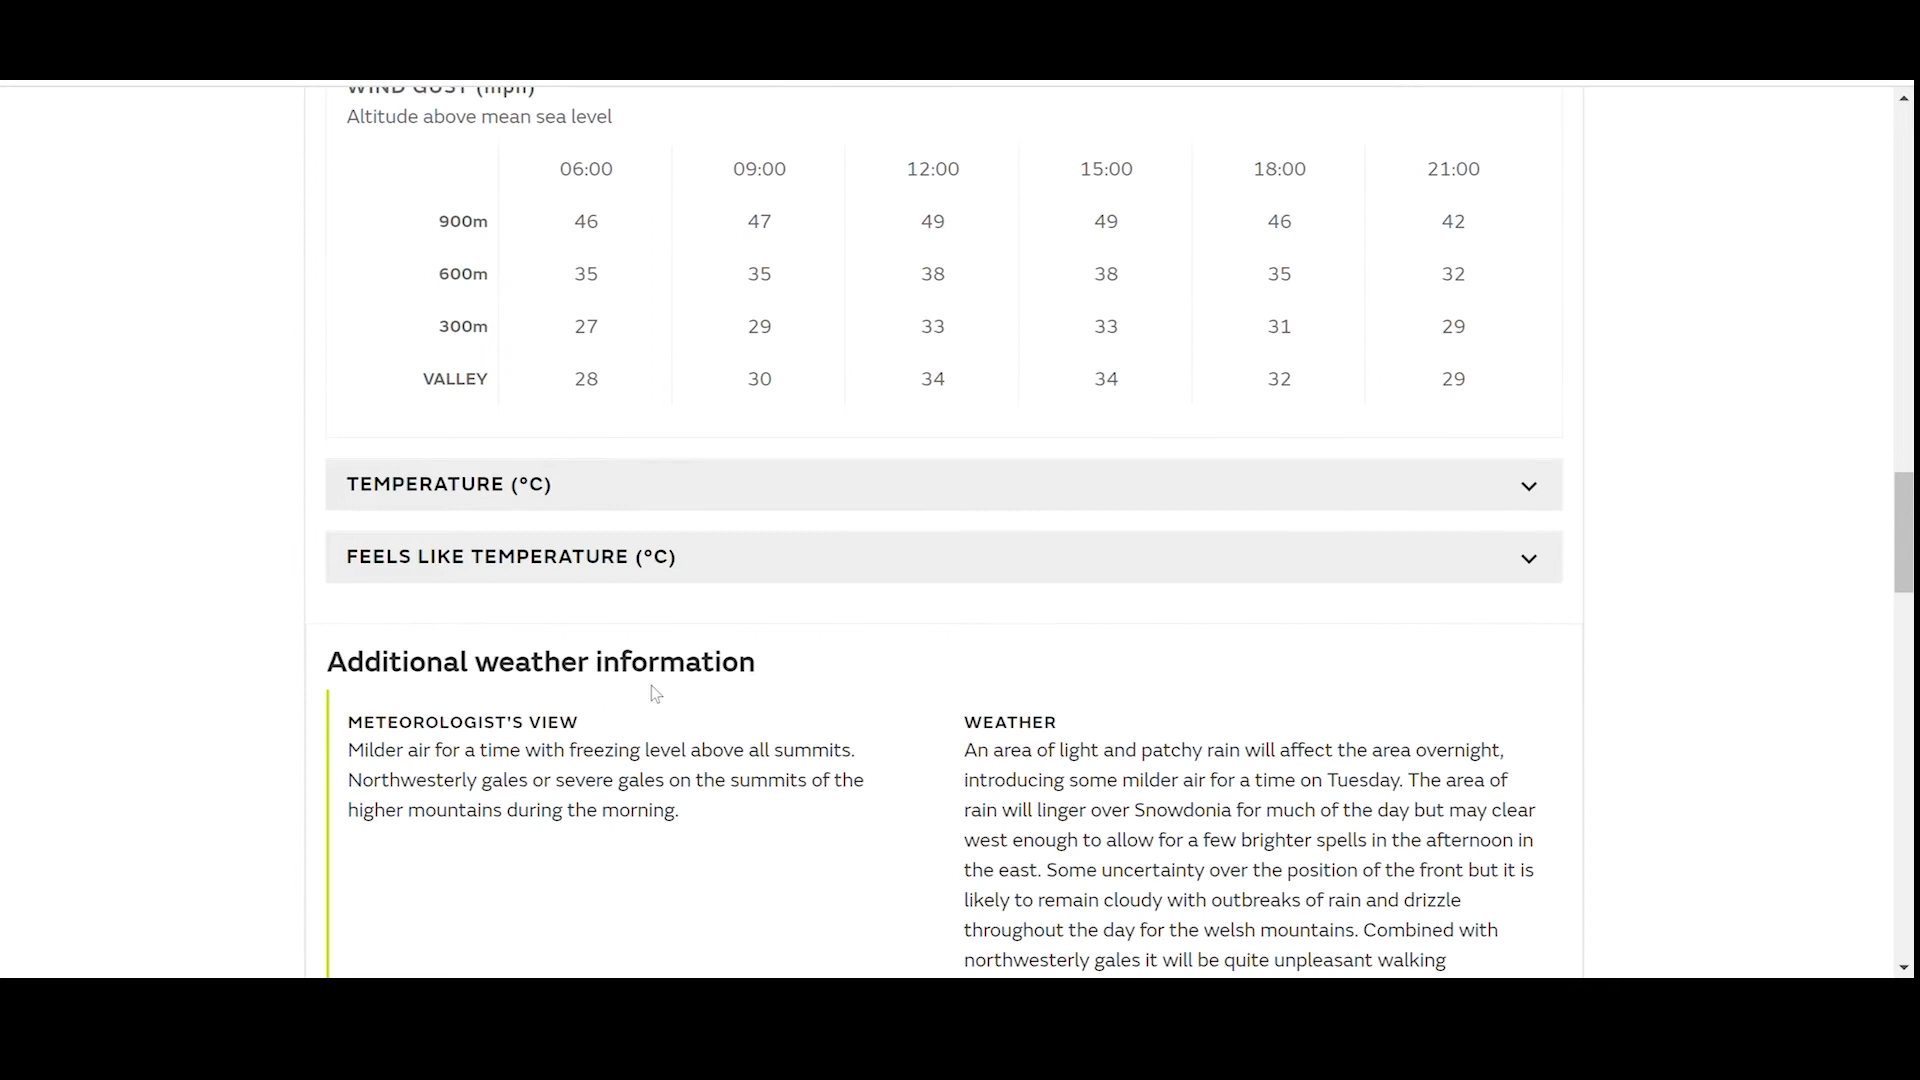 WIND GUST (mph)
Altitude above mean sea level
06:00 09:00 12:00 15:00 18:00 21:00
900m 46 47 49 49 46 42
600m 35 35 38 38 35 32
300m 27 29 33 33 31 29
VALLEY 28 30 34 34 32 29
TEMPERATURE (°C)
FEELS LIKE TEMPERATURE (°C)
Additional weather information
METEOROLOGIST'S VIEW
Milder air for a time with freezing level above all summits.
Northwesterly gales or severe gales on the summits of the
higher mountains during the morning.
WEATHER
An area of light and patchy rain will affect the area overnight,
introducing some milder air for a time on Tuesday. The area of
rain will linger over Snowdonia for much of the day but may clear
west enough to allow for a few brighter spells in the afternoon in
the east. Some uncertainty over the position of the front but it is
likely to remain cloudy with outbreaks of rain and drizzle
throughout the day for the welsh mountains. Combined with
northwesterly gales it will be quite unpleasant walking